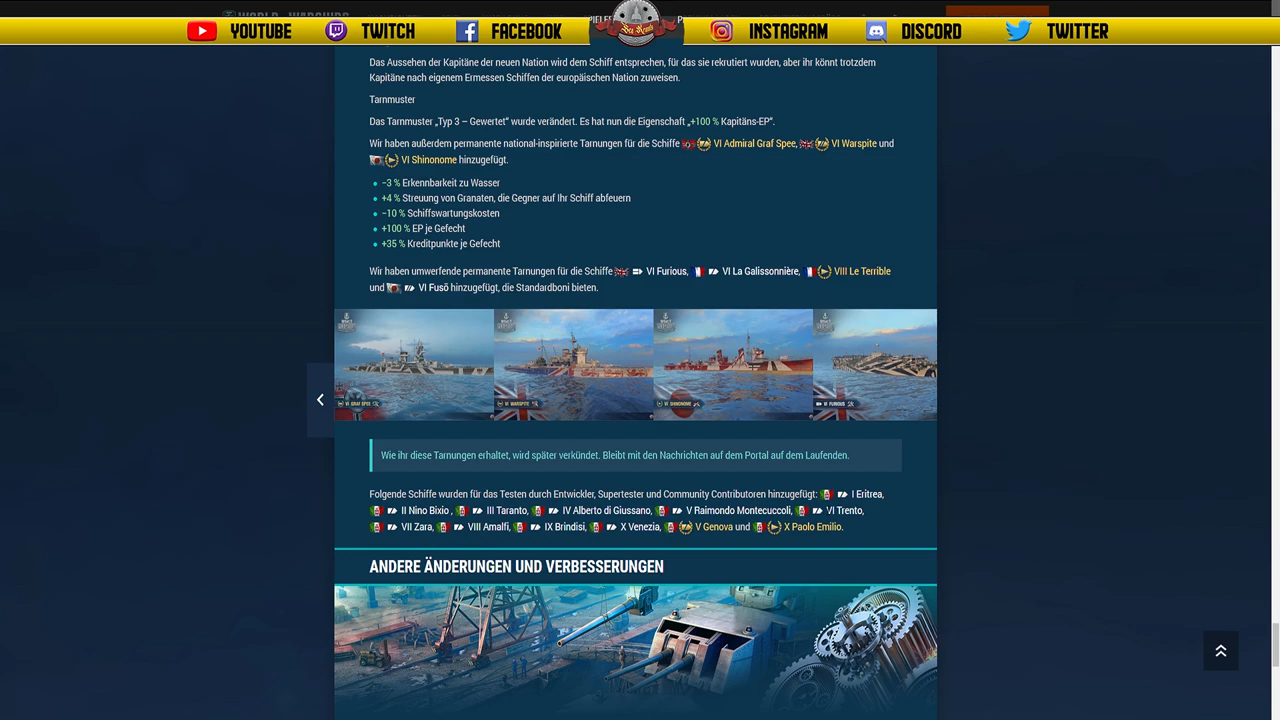 YOUTUBE TWITCH FACEBOOK INSTAGRAM DISCORD TWITTER
Das Aussehen der Kapitäne der neuen Nation wird dem Schiff entsprechen, für das sie rekrutiert wurden, aber ihr könnt trotzdem
Kapitäne nach eigenem Ermessen Schiffen der europäischen Nation zuweisen.
Tarnmuster
Das Tarnmuster „Typ 3 – Gewertet“ wurde verändert. Es hat nun die Eigenschaft „+100 % Kapitäns-EP“.
Wir haben außerdem permanente national-inspirierte Tarnungen für die Schiffe VI Admiral Graf Spee, VI Warspite und
VI Shinonome hinzugefügt.
−3 % Erkennbarkeit zu Wasser
+4 % Streuung von Granaten, die Gegner auf Ihr Schiff abfeuern
−10 % Schiffswartungskosten
+100 % EP je Gefecht
+35 % Kreditpunkte je Gefecht
Wir haben umwerfende permanente Tarnungen für die Schiffe VI Furious, VI La Galissonnière, VIII Le Terrible
und VI Fusō hinzugefügt, die Standardboni bieten.
VI GRAF SPEE VI WARSPITE VI SHINONOME VI FURIOUS
Wie ihr diese Tarnungen erhaltet, wird später verkündet. Bleibt mit den Nachrichten auf dem Portal auf dem Laufenden.
Folgende Schiffe wurden für das Testen durch Entwickler, Supertester und Community Contributoren hinzugefügt: I Eritrea,
II Nino Bixio , III Taranto, IV Alberto di Giussano, V Raimondo Montecuccoli, VI Trento,
VII Zara, VIII Amalfi, IX Brindisi, X Venezia, V Genova und X Paolo Emilio.
ANDERE ÄNDERUNGEN UND VERBESSERUNGEN